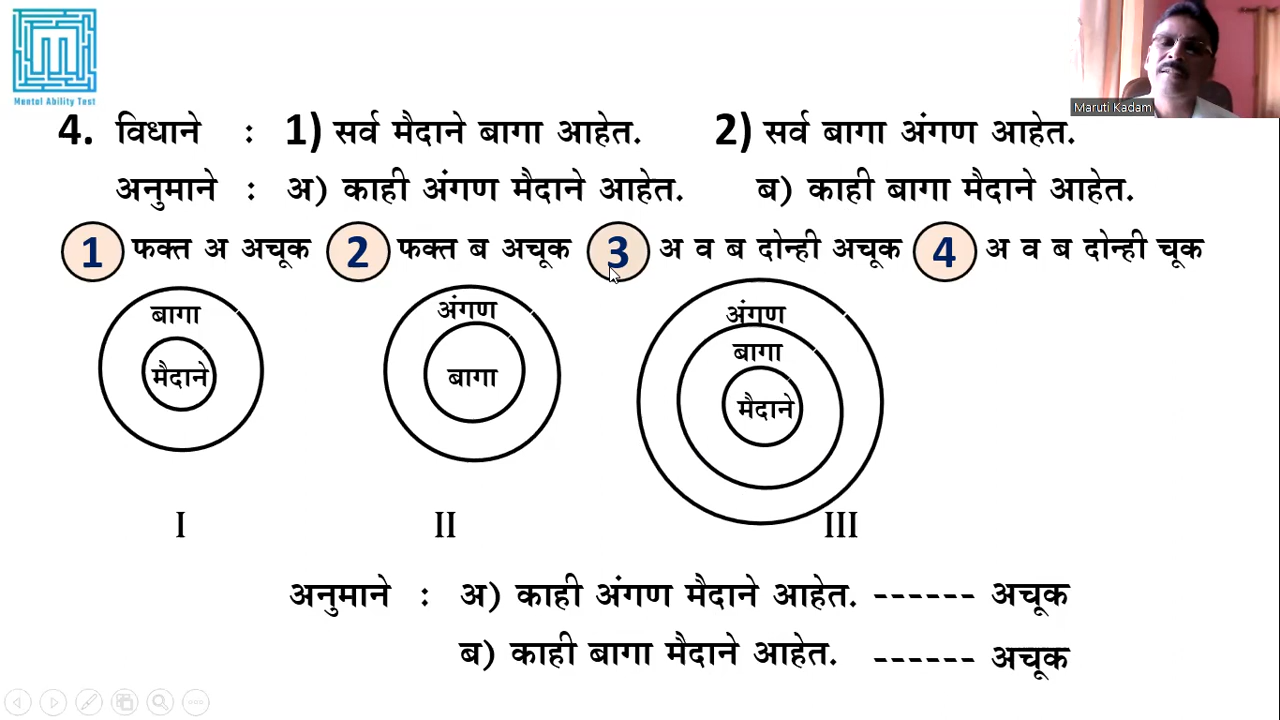 Mental Ability Test
Maruti Kadam
4. विधाने : 1) सर्व मैदाने बागा आहेत. 2) सर्व बागा अंगण आहेत.
अनुमाने : अ) काही अंगण मैदाने आहेत. ब) काही बागा मैदाने आहेत.
1 फक्त अ अचूक 2 फक्त ब अचूक 3 अ व ब दोन्ही अचूक 4 अ व ब दोन्ही चूक
बागा
मैदाने
अंगण
बागा
अंगण
बागा
मैदाने
I II III
अनुमाने : अ) काही अंगण मैदाने आहेत. ------ अचूक
ब) काही बागा मैदाने आहेत. ------ अचूक